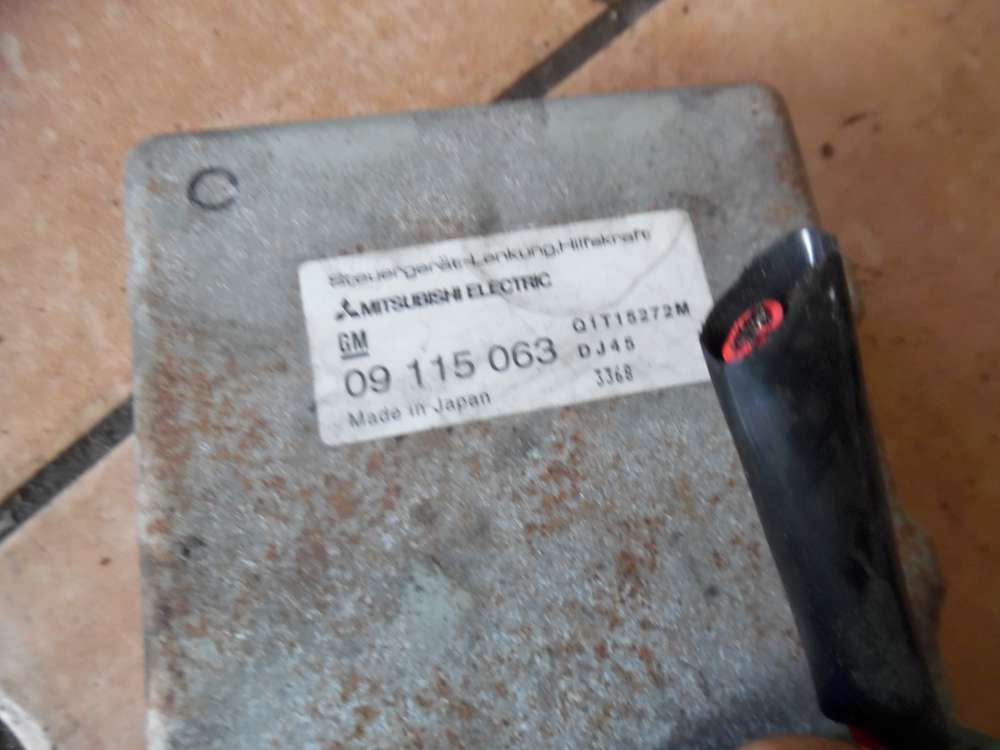 C
Steuergerät-Lenkung,Hilfskraft
MITSUBISHI ELECTRIC
GM
Q1T15272M
09 115 063
DJ45
3368
Made in Japan